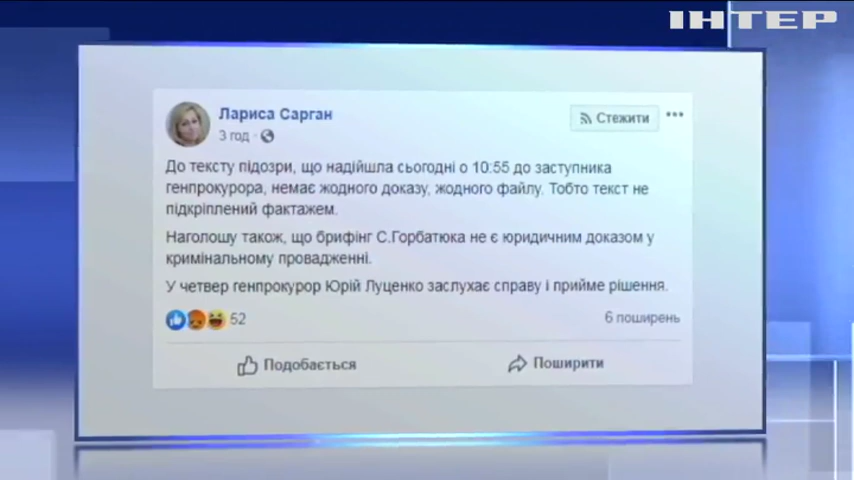 ІНТЕР
Лариса Сарган
3 год ·
Стежити
До тексту підозри, що надійшла сьогодні о 10:55 до заступника
генпрокурора, немає жодного доказу, жодного файлу. Тобто текст не
підкріплений фактажем.
Наголошу також, що брифінг С.Горбатюка не є юридичним доказом у
кримінальному провадженні.
У четвер генпрокурор Юрій Луценко заслухає справу і прийме рішення.
52
6 поширень
Подобається
Поширити